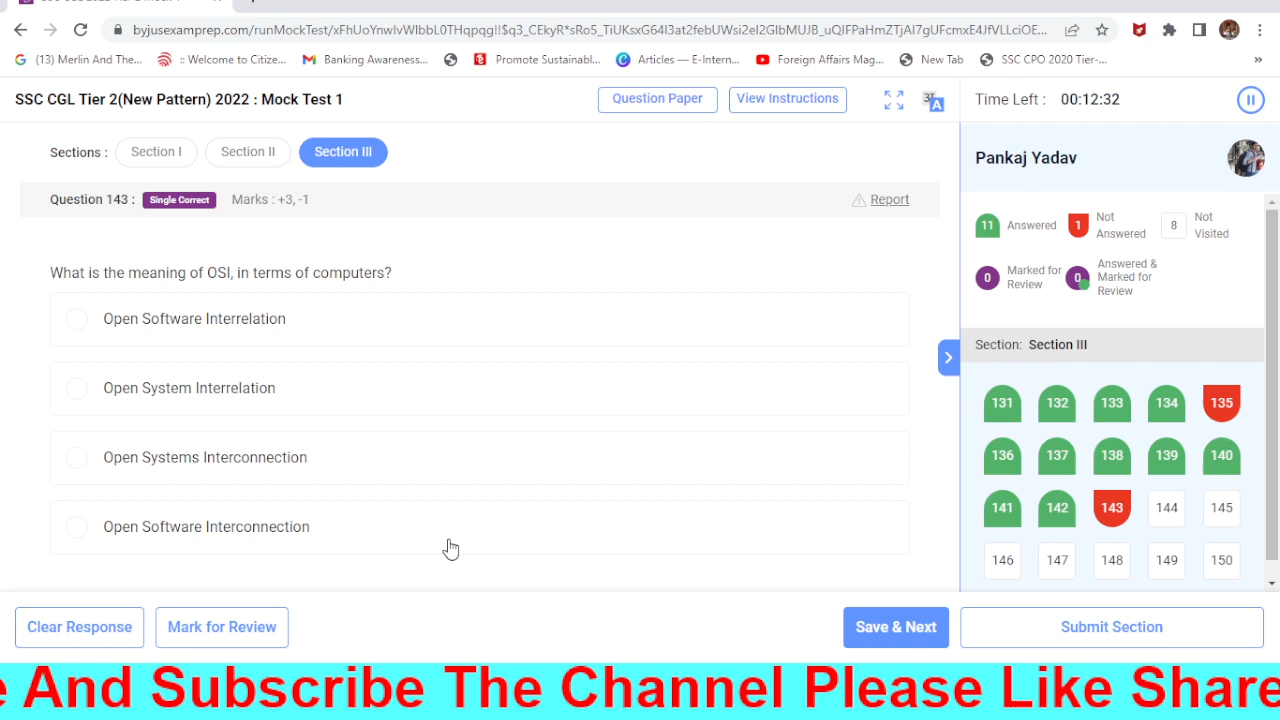 byjusexamprep.com/runMockTest/xFhUoYnwlvWlbbL0THqpqg!!$q3_CEkyR*sRo5_TiUKsxG64I3at2febUWsi2eI2GlbMUJ8_uQIFPaHmZTjAI7gUFcmxE4JfVLLciOE...
(13) Merlin And The...
:: Welcome to Citize...
Banking Awareness...
Promote Sustainabl...
Articles — E-Intern...
Foreign Affairs Mag...
New Tab
SSC CPO 2020 Tier-...
»
SSC CGL Tier 2(New Pattern) 2022 : Mock Test 1
Question Paper
View Instructions
Time Left : 00:12:32
Sections :
Section I
Section II
Section III
Pankaj Yadav
Question 143 : Single Correct Marks : +3, -1
Report
11 Answered
1 Not Answered
8 Not Visited
0 Marked for Review
0 Answered & Marked for Review
What is the meaning of OSI, in terms of computers?
Open Software Interrelation
Open System Interrelation
Open Systems Interconnection
Open Software Interconnection
Section: Section III
131 132 133 134 135
136 137 138 139 140
141 142 143 144 145
146 147 148 149 150
Clear Response
Mark for Review
Save & Next
Submit Section
And Subscribe The Channel Please Like Share